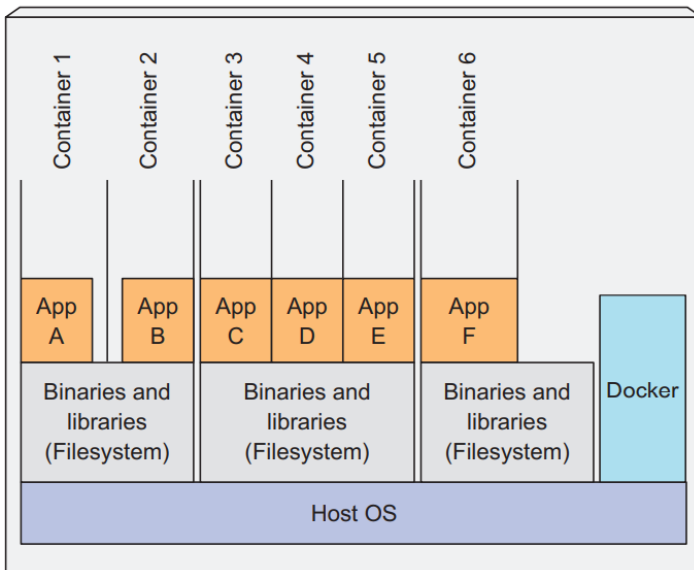 Container 1
Container 2
Container 3
Container 4
Container 5
Container 6
App
A
App
B
App
C
App
D
App
E
App
F
Binaries and
libraries
(Filesystem)
Binaries and
libraries
(Filesystem)
Binaries and
libraries
(Filesystem)
Docker
Host OS